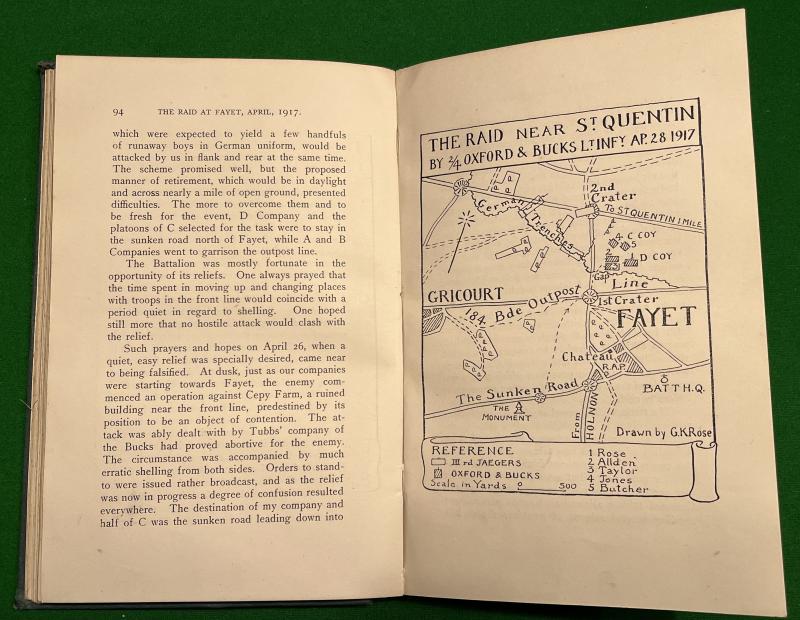 94 THE RAID AT FAYET, APRIL, 1917.
which were expected to yield a few handfuls
of runaway boys in German uniform, would be
attacked by us in flank and rear at the same time.
The scheme promised well, but the proposed
manner of retirement, which would be in daylight
and across nearly a mile of open ground, presented
difficulties. The more to overcome them and to
be fresh for the event, D Company and the
platoons of C selected for the task were to stay in
the sunken road north of Fayet, while A and B
Companies went to garrison the outpost line.
The Battalion was mostly fortunate in the
opportunity of its reliefs. One always prayed that
the time spent in moving up and changing places
with troops in the front line would coincide with a
period quiet in regard to shelling. One hoped
still more that no hostile attack would clash with
the relief.
Such prayers and hopes on April 26, when a
quiet, easy relief was specially desired, came near
to being falsified. At dusk, just as our companies
were starting towards Fayet, the enemy com-
menced an operation against Cepy Farm, a ruined
building near the front line, predestined by its
position to be an object of contention. The at-
tack was ably dealt with by Tubbs' company of
the Bucks had proved abortive for the enemy.
The circumstance was accompanied by much
erratic shelling from both sides. Orders to stand-
to were issued rather broadcast, and as the relief
was now in progress a degree of confusion resulted
everywhere. The destination of my company and
half of C was the sunken road leading down into
THE RAID NEAR ST QUENTIN
BY 2/4 OXFORD & BUCKS LT INFY AP. 28 1917
2nd
Crater
To ST QUENTIN 1 MILE
German
Trenches
4 C COY
5
2
1 D COY
3
Gap
Line
GRICOURT
184 Bde Outpost
1st Crater
FAYET
Chateau
R.A.P.
BATT H.Q.
The Sunken Road
THE
MONUMENT
From
HOLNON
Drawn by G.K Rose
REFERENCE
III rd JAEGERS
OXFORD & BUCKS
Scale in Yards 0 500
1 Rose
2 Allden
3 Taylor
4 Jones
5 Butcher